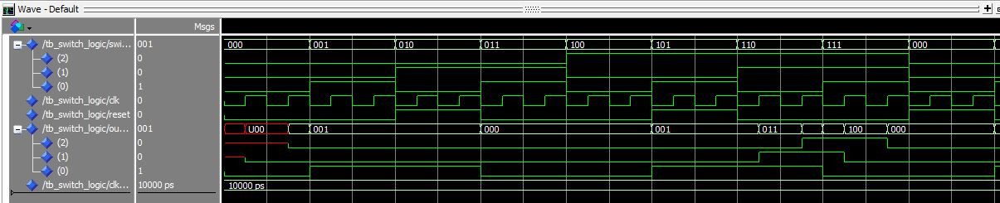 Wave - Default
Msgs
/tb_switch_logic/swi... 001 000 001 010 011 100 101 110 111 000
(2) 0
(1) 0
(0) 1
/tb_switch_logic/clk 0
/tb_switch_logic/reset 0
/tb_switch_logic/ou... 001 U00 001 000 001 011 100 000
(2) 0
(1) 0
(0) 1
/tb_switch_logic/clk... 10000 ps 10000 ps